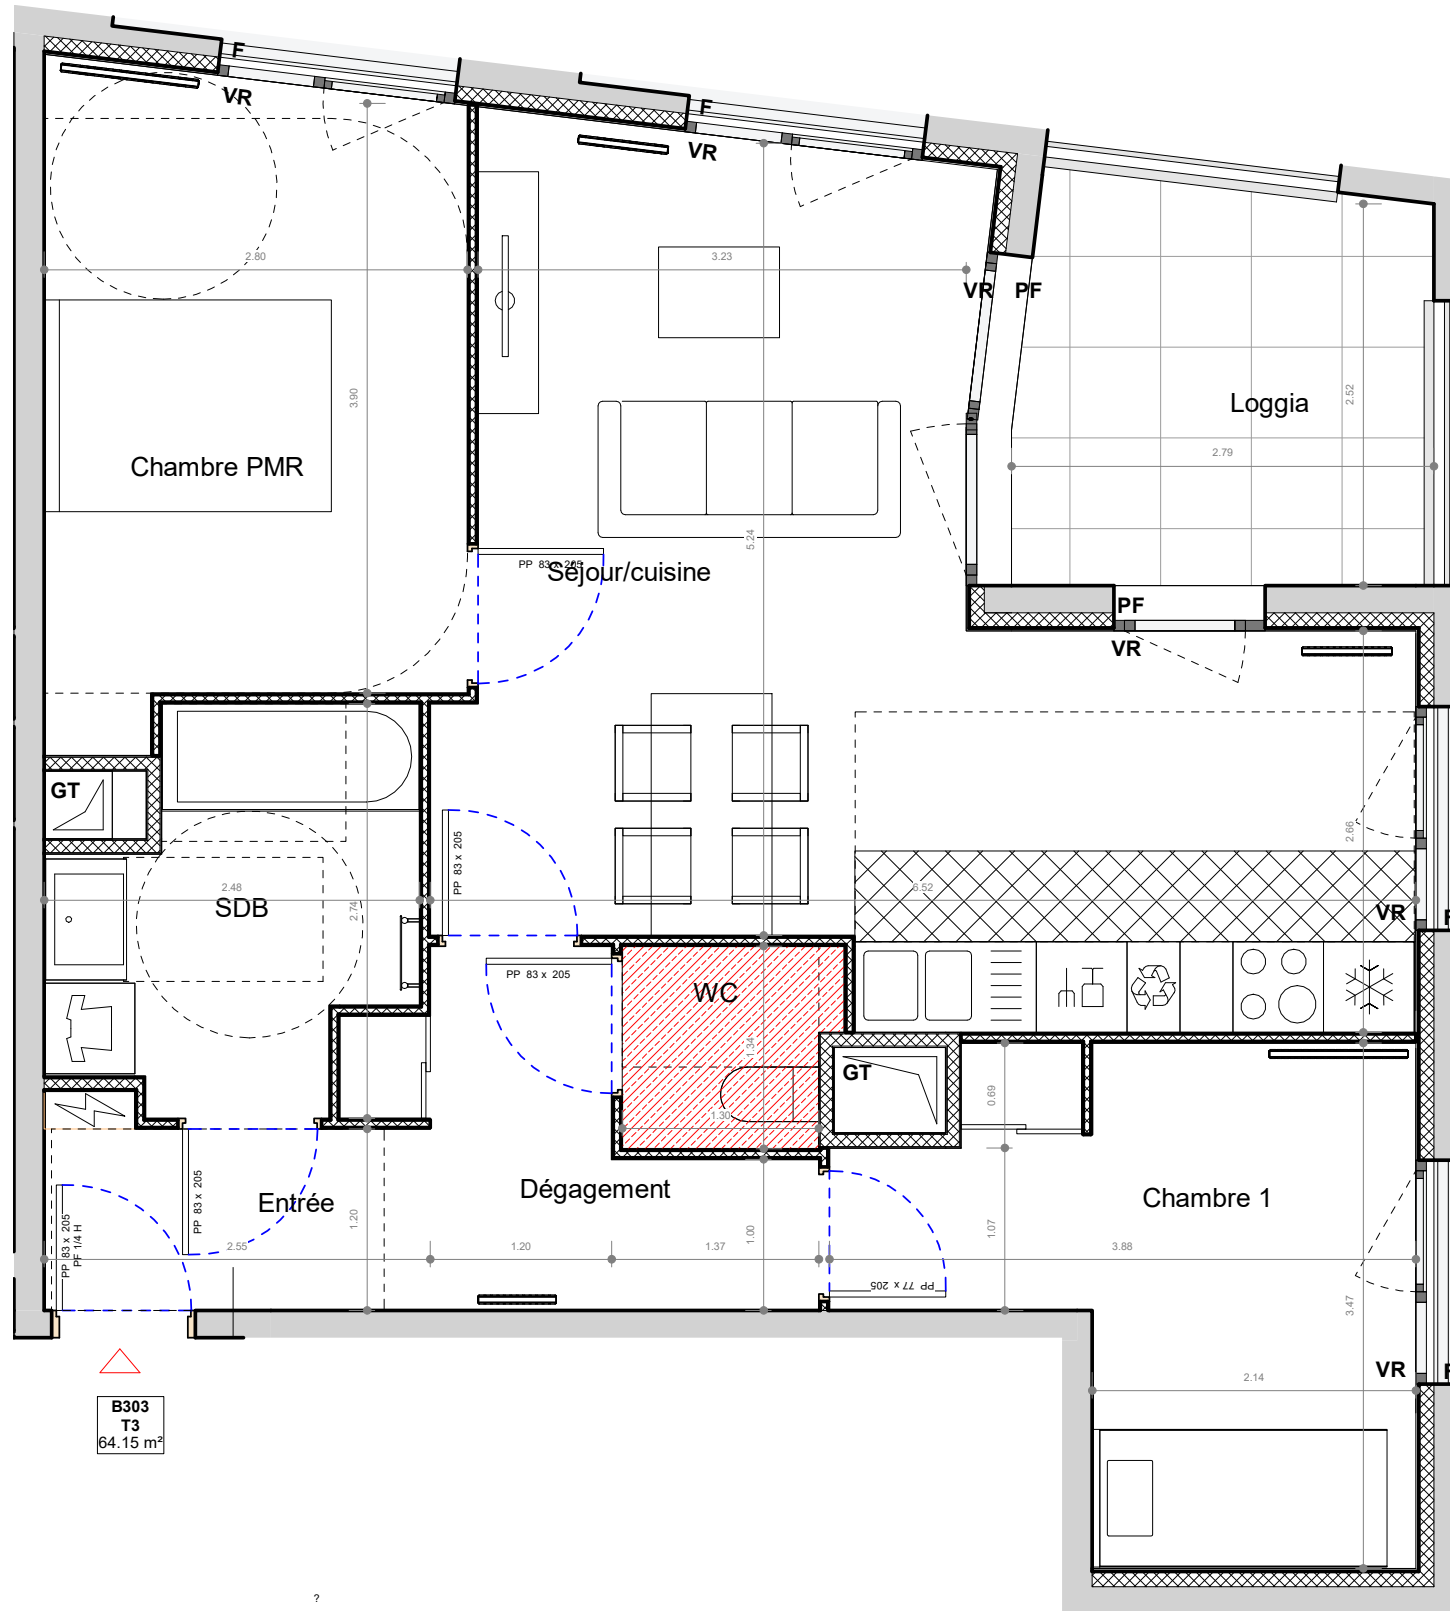 F
VR
F
VR
2.80
3.23
VR PF
3.90
Loggia
2.52
2.79
Chambre PMR
5.24
PP 83 x 205
Séjour/cuisine
PF
VR
GT
PP 83 x 205
2.66
2.48
SDB
2.74
6.52
VR
F
PP 83 x 205
WC
1.34
GT
0.69
1.30
PP 83 x 205
PP 83 x 205
PF 1/4 H
Entrée
1.20
Dégagement
1.00
1.07
Chambre 1
2.55
1.20
1.37
3.88
PP 77 x 205
3.47
VR
F
2.14
B303
T3
64.15 m²
?